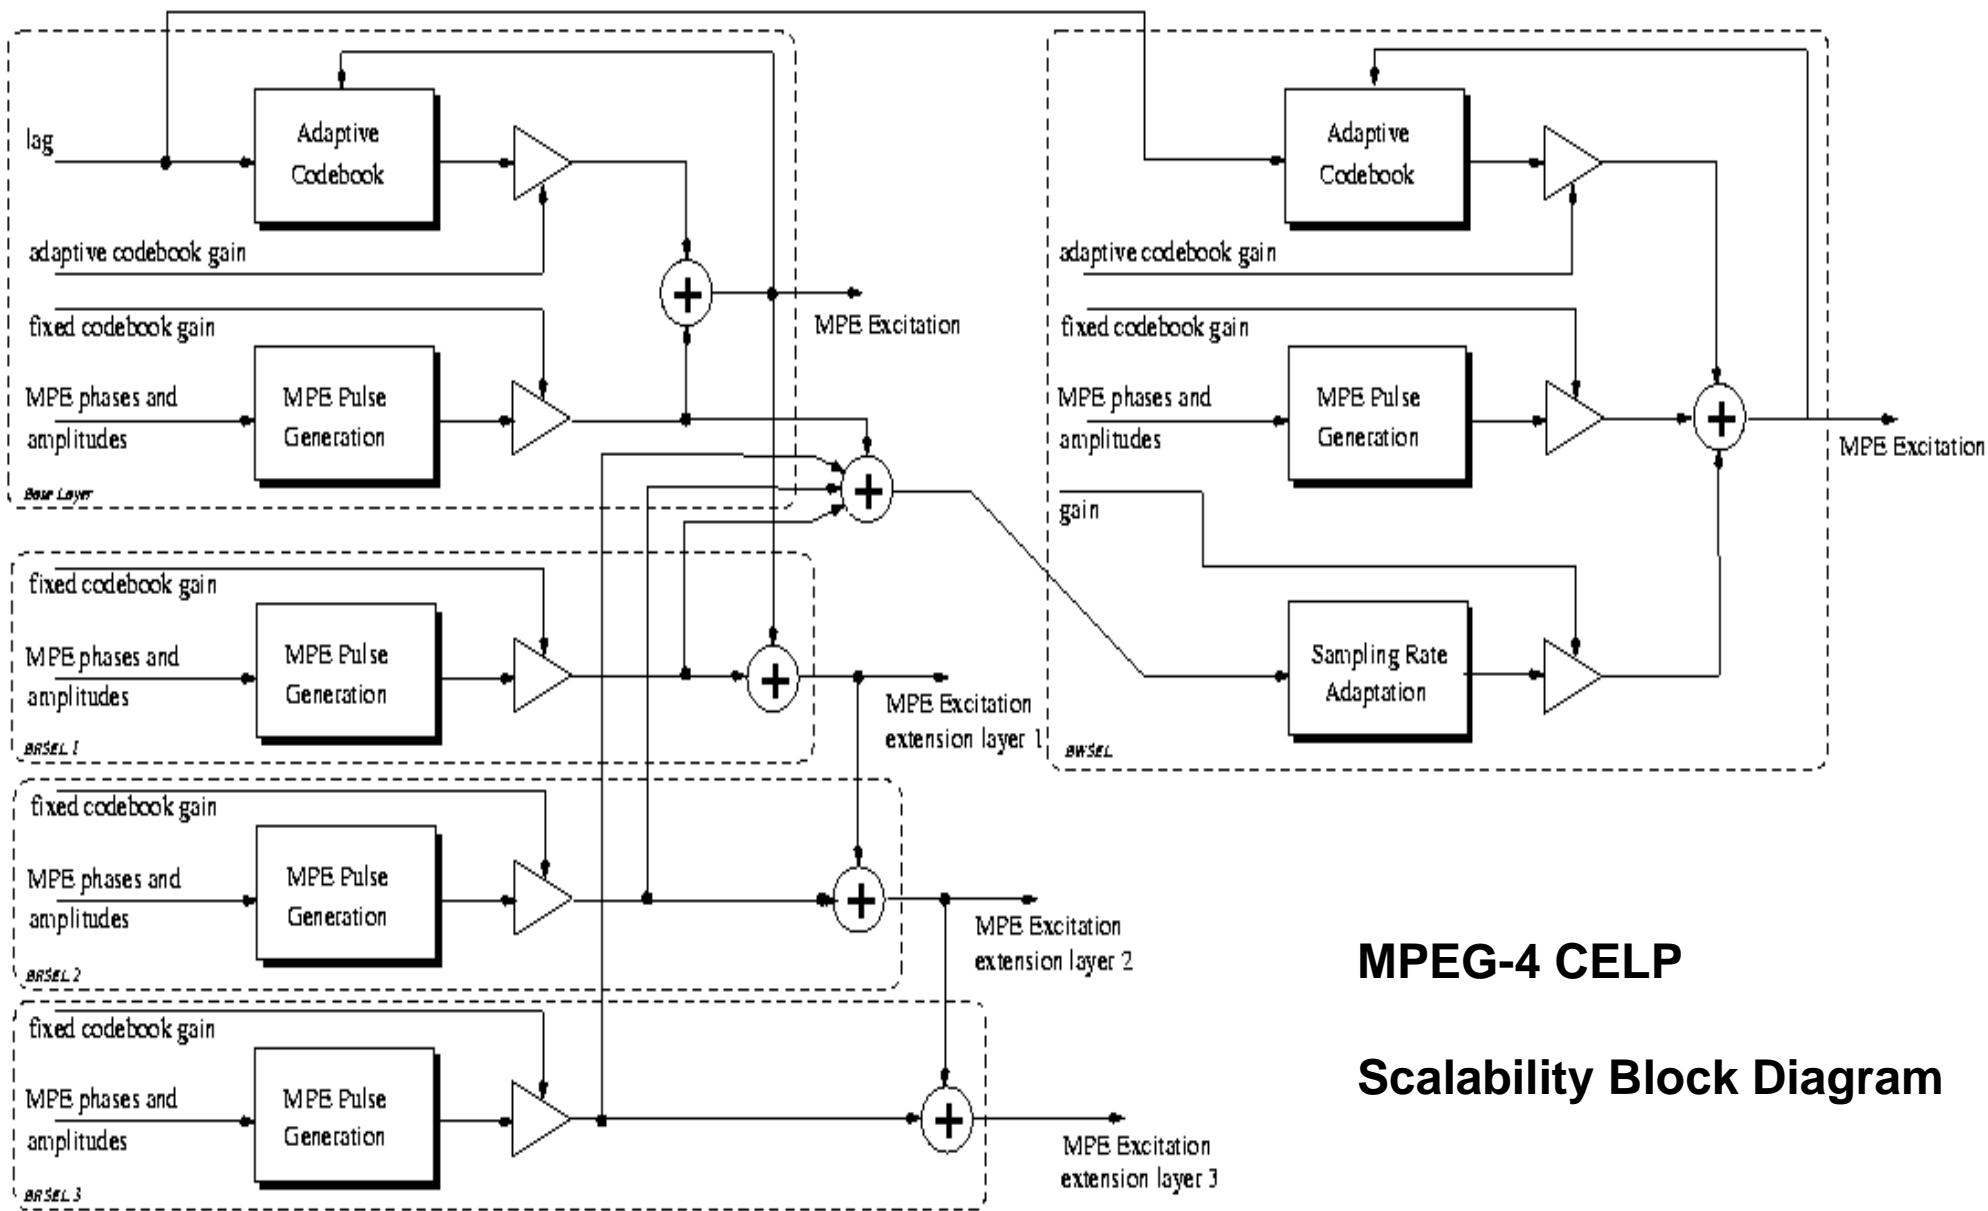 lag
Adaptive
Codebook
adaptive codebook gain
fixed codebook gain
MPE phases and
amplitudes
MPE Pulse
Generation
MPE Excitation
Base Layer
fixed codebook gain
MPE phases and
amplitudes
MPE Pulse
Generation
MPE Excitation
extension layer 1
BRSEL 1
fixed codebook gain
MPE phases and
amplitudes
MPE Pulse
Generation
MPE Excitation
extension layer 2
BRSEL 2
fixed codebook gain
MPE phases and
amplitudes
MPE Pulse
Generation
MPE Excitation
extension layer 3
BRSEL 3
Adaptive
Codebook
adaptive codebook gain
fixed codebook gain
MPE phases and
amplitudes
MPE Pulse
Generation
MPE Excitation
gain
Sampling Rate
Adaptation
BWSEL
MPEG-4 CELP
Scalability Block Diagram